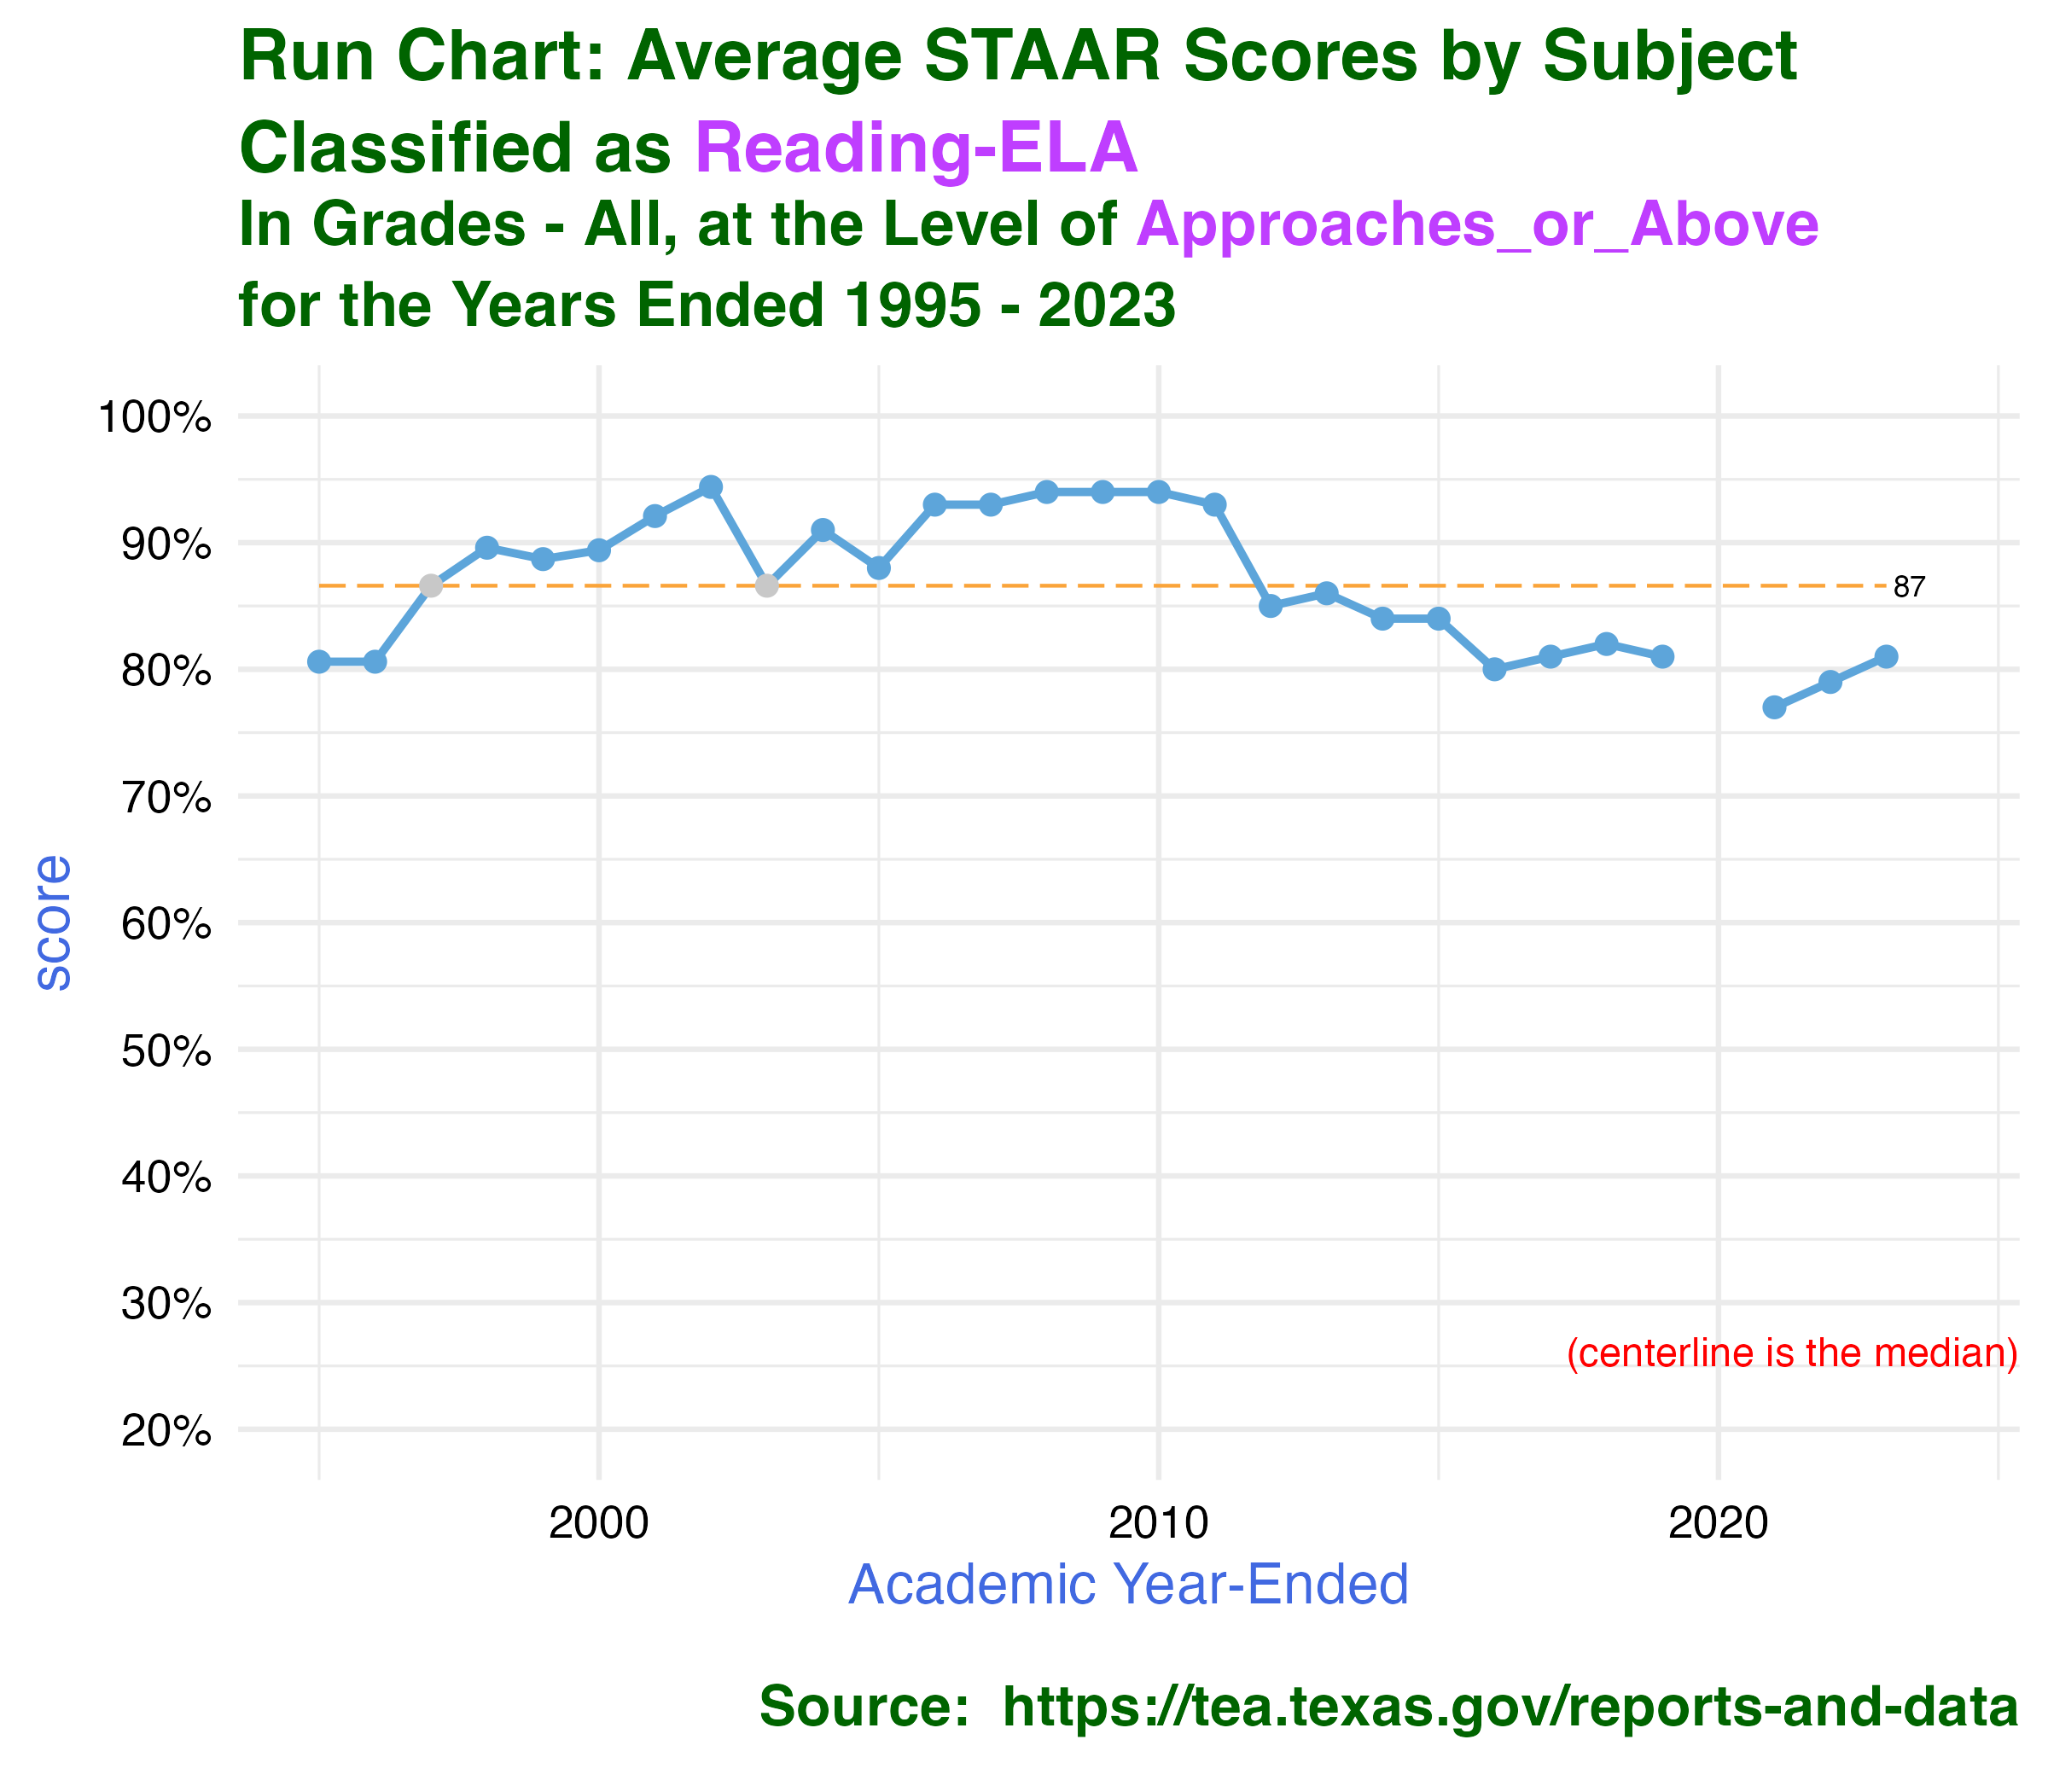 Run Chart: Average STAAR Scores by Subject
Classified as Reading-ELA
In Grades - All, at the Level of Approaches_or_Above
for the Years Ended 1995 - 2023
100%
90%
87
80%
70%
60%
50%
40%
30%
20%
score
(centerline is the median)
2000 2010 2020
Academic Year-Ended
Source:  https://tea.texas.gov/reports-and-data